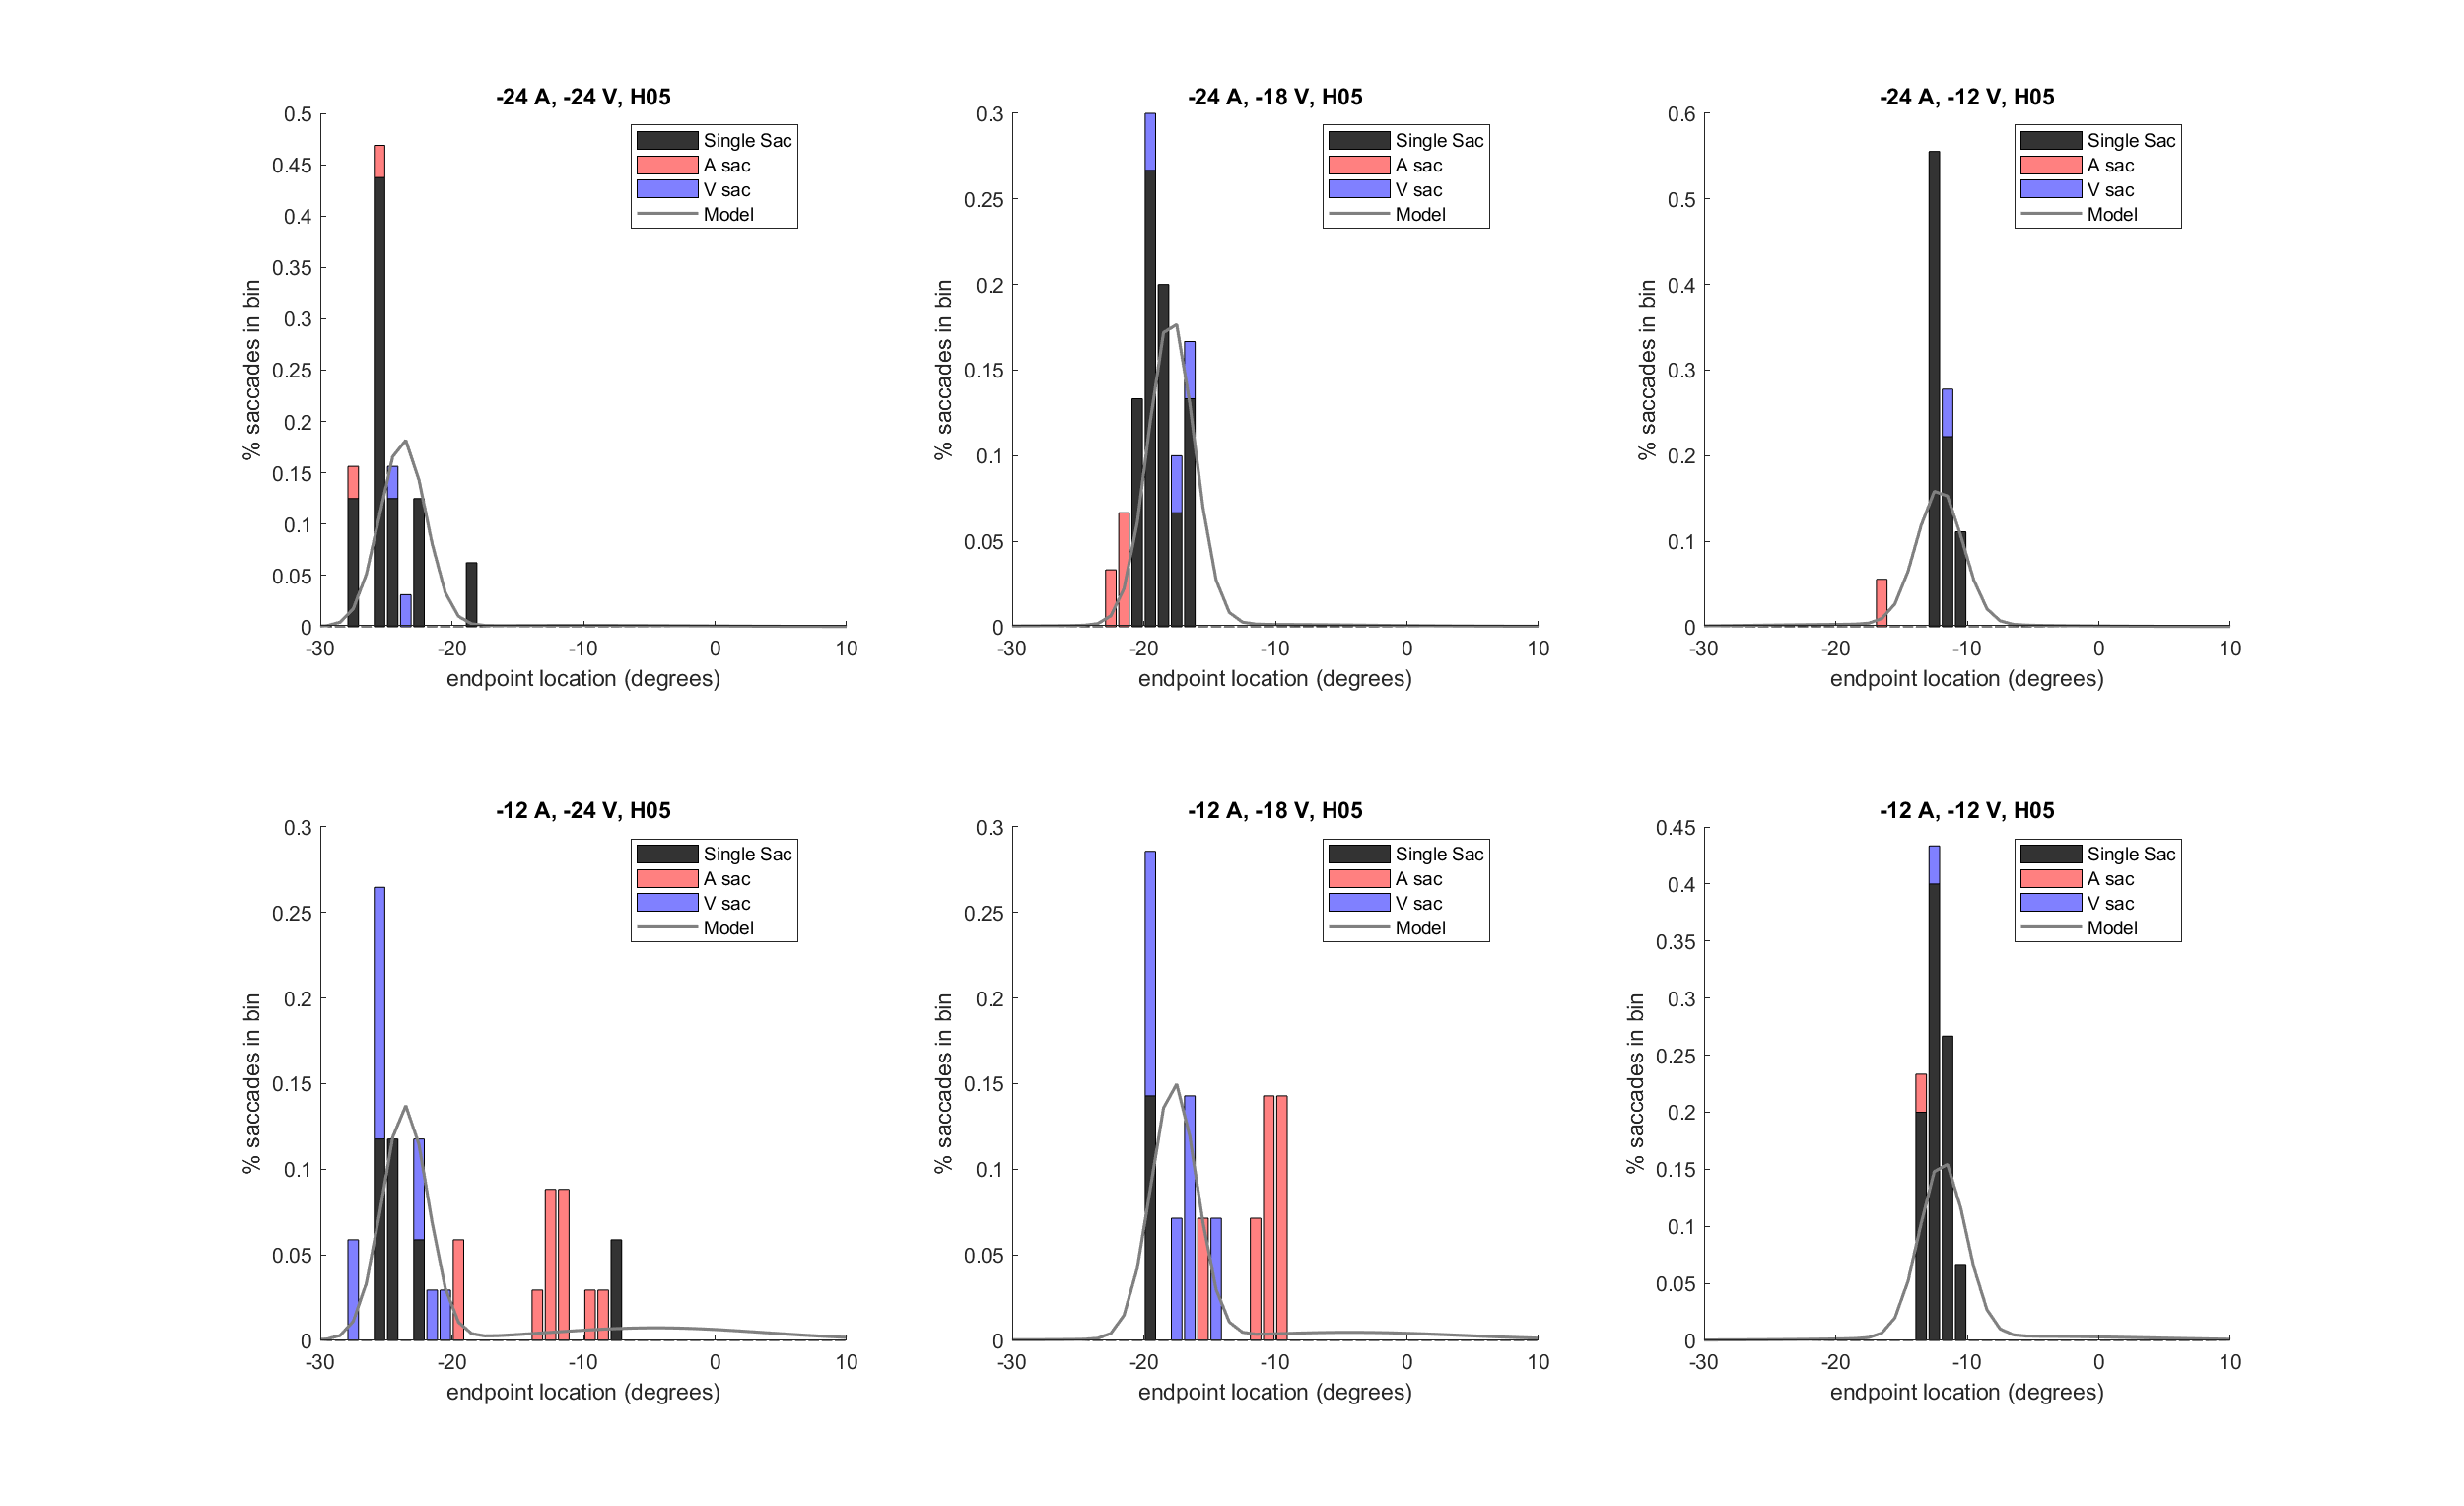 -24 A, -24 V, H05
0.5
0.45
0.4
0.35
0.3
0.25
0.2
0.15
0.1
0.05
0
% saccades in bin
Single Sac
A sac
V sac
Model
-30 -20 -10 0 10
endpoint location (degrees)
-24 A, -18 V, H05
0.3
0.25
0.2
0.15
0.1
0.05
0
% saccades in bin
Single Sac
A sac
V sac
Model
-30 -20 -10 0 10
endpoint location (degrees)
-24 A, -12 V, H05
0.6
0.5
0.4
0.3
0.2
0.1
0
% saccades in bin
Single Sac
A sac
V sac
Model
-30 -20 -10 0 10
endpoint location (degrees)
-12 A, -24 V, H05
0.3
0.25
0.2
0.15
0.1
0.05
0
% saccades in bin
Single Sac
A sac
V sac
Model
-30 -20 -10 0 10
endpoint location (degrees)
-12 A, -18 V, H05
0.3
0.25
0.2
0.15
0.1
0.05
0
% saccades in bin
Single Sac
A sac
V sac
Model
-30 -20 -10 0 10
endpoint location (degrees)
-12 A, -12 V, H05
0.45
0.4
0.35
0.3
0.25
0.2
0.15
0.1
0.05
0
% saccades in bin
Single Sac
A sac
V sac
Model
-30 -20 -10 0 10
endpoint location (degrees)